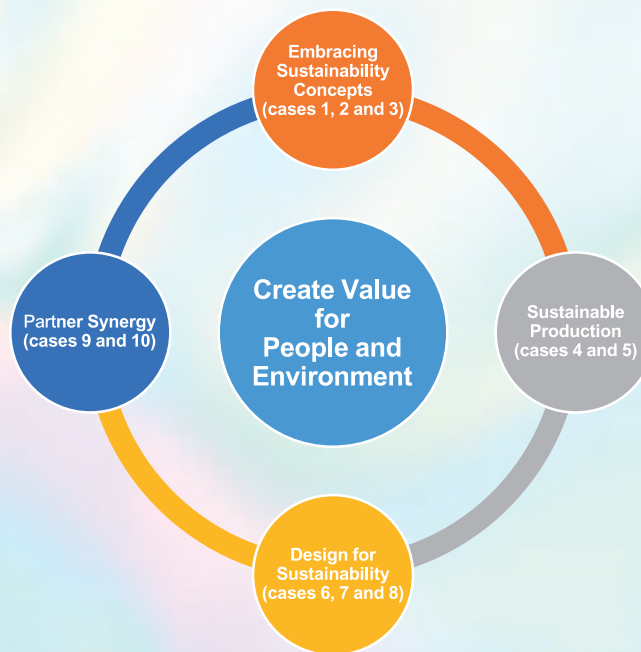 Embracing
Sustainability
Concepts
(cases 1, 2 and 3)
Partner Synergy
(cases 9 and 10)
Create Value
for
People and
Environment
Sustainable
Production
(cases 4 and 5)
Design for
Sustainability
(cases 6, 7 and 8)